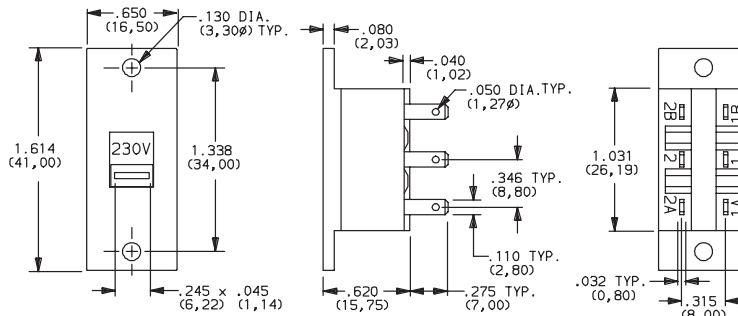 .650
(16,50)
.130 DIA.
(3,30ø) TYP.
1.614
(41,00)
230V
1.338
(34,00)
.245 x .045
(6,22) (1,14)
.080
(2,03)
.040
(1,02)
.050 DIA.TYP.
(1,27ø)
.346 TYP.
(8,80)
.110 TYP.
(2,80)
.620
(15,75)
.275 TYP.
(7,00)
1.031
(26,19)
2B
1B
2
1
2A
1A
.032 TYP.
(0,80)
.315
(8,00)